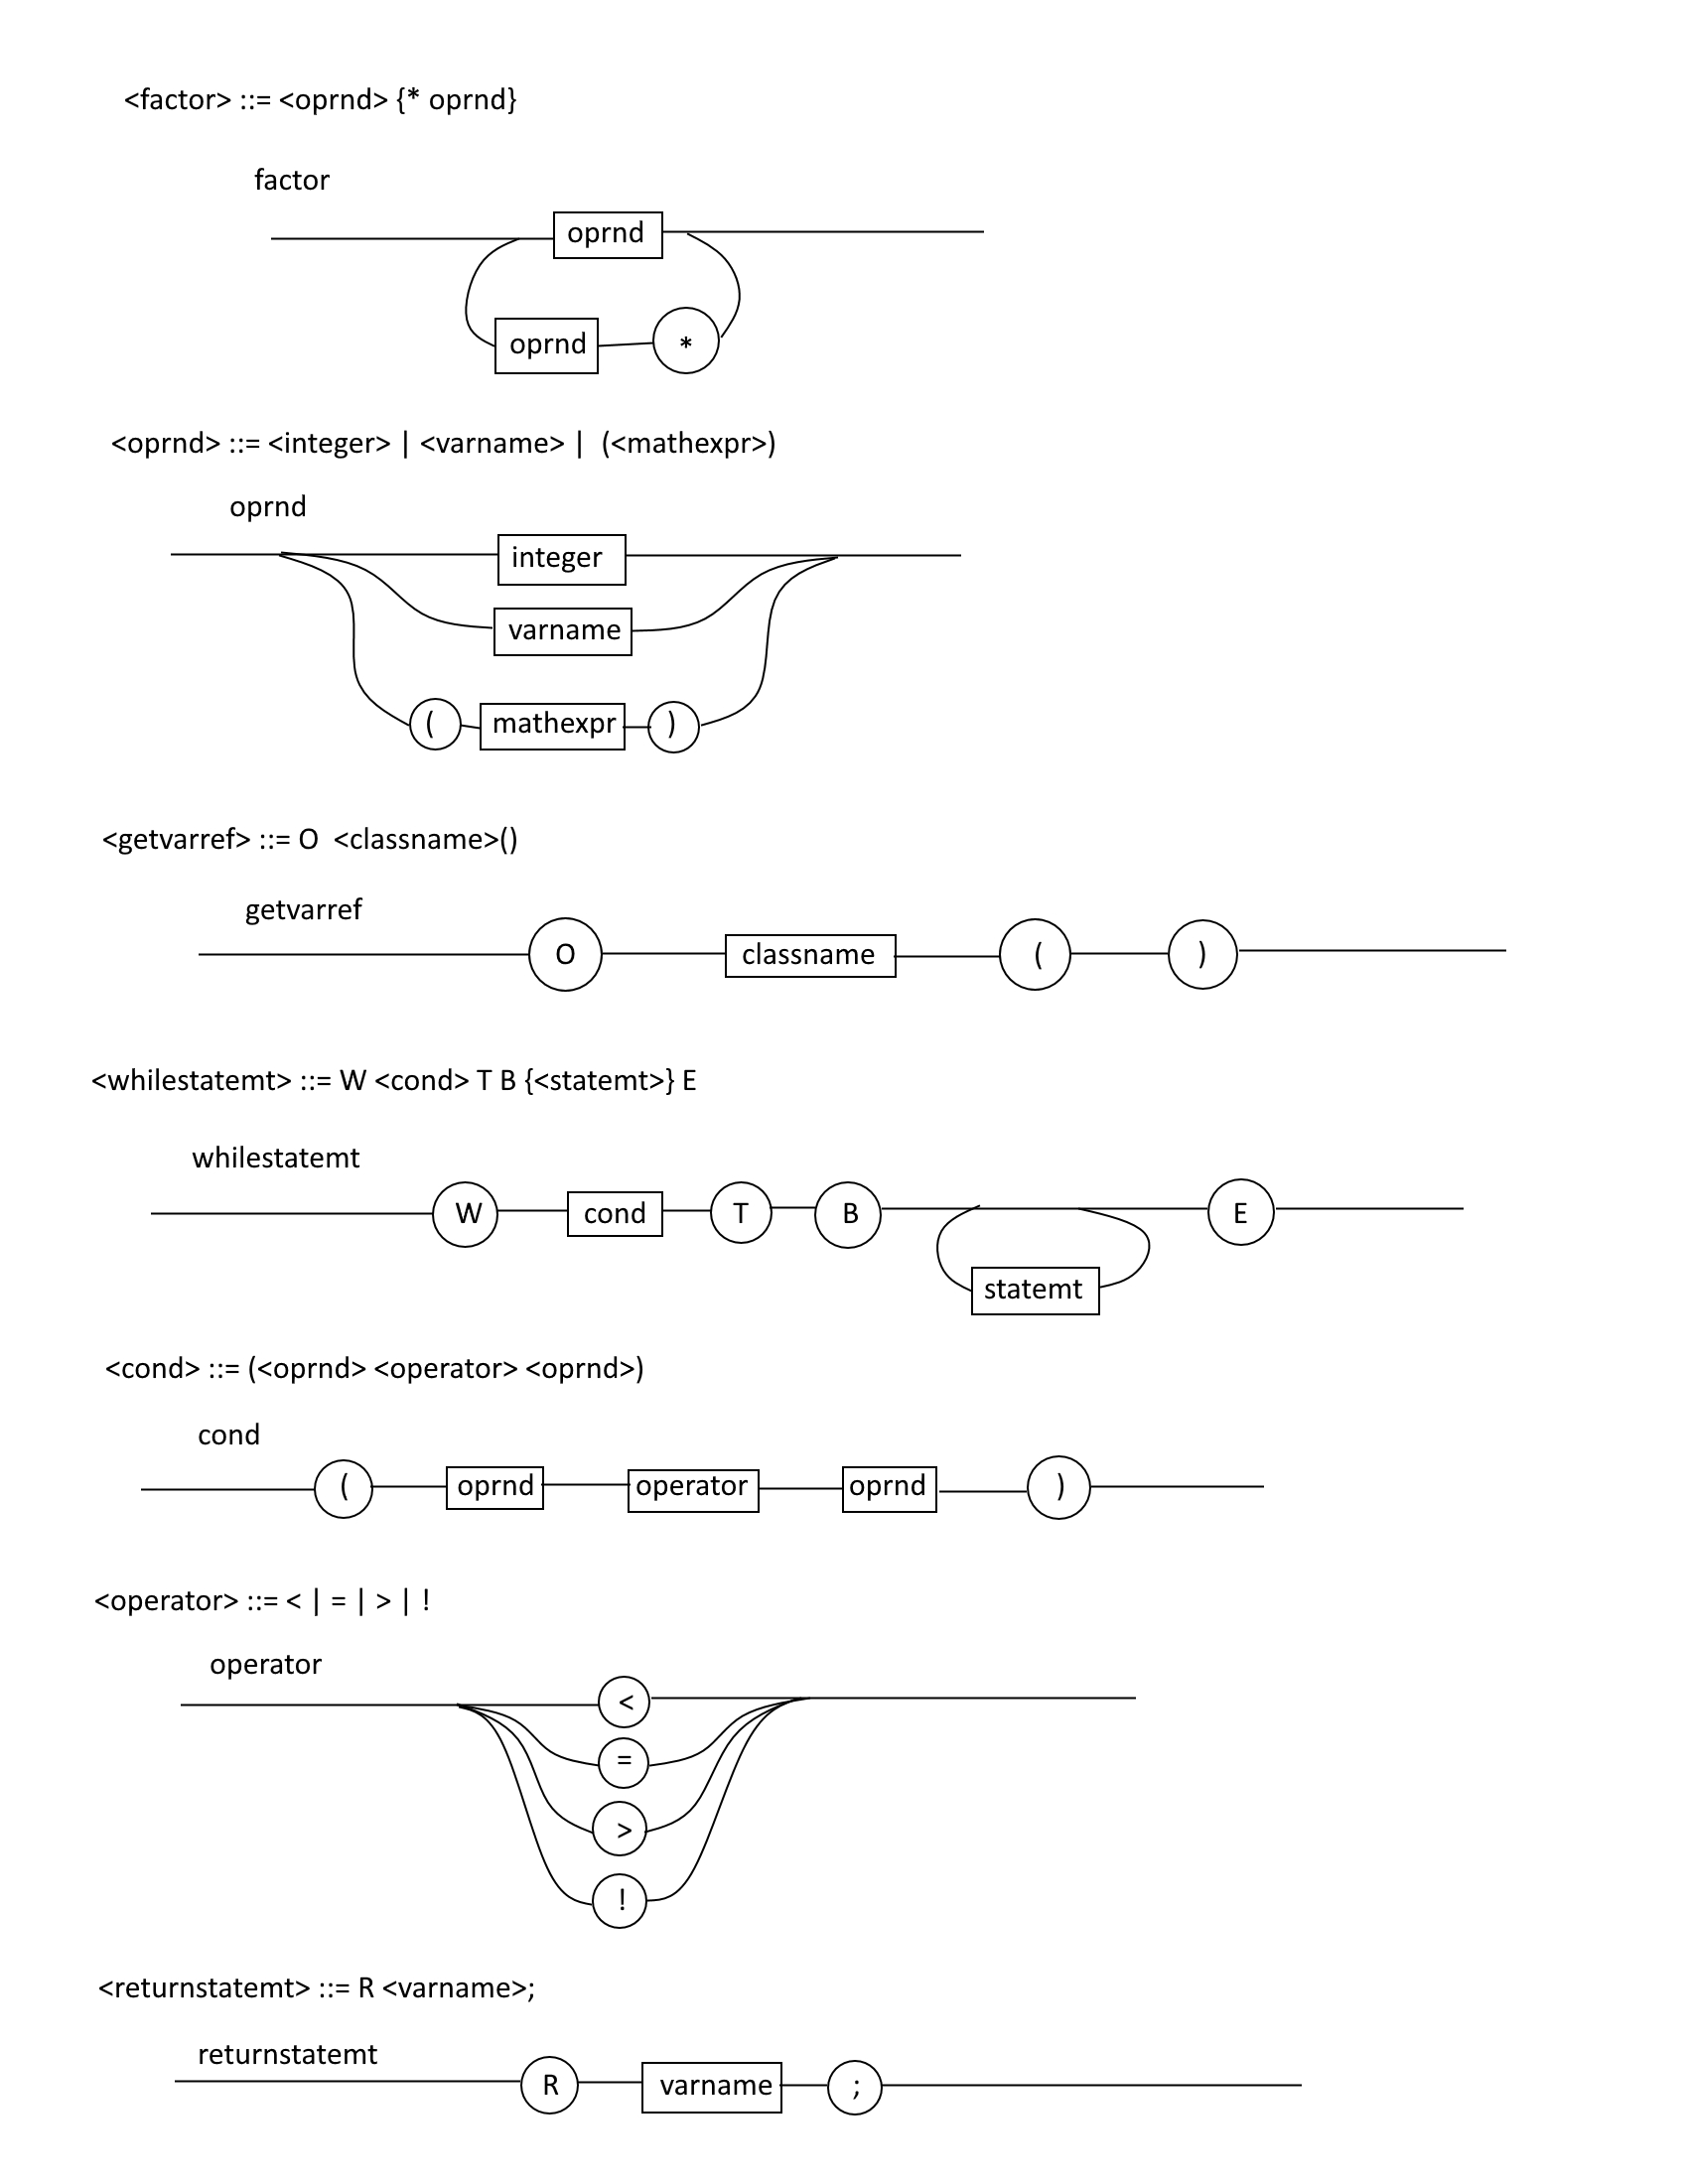 <factor> ::= <oprnd> {* oprnd}
factor
oprnd
oprnd *
<oprnd> ::= <integer> | <varname> | (<mathexpr>)
oprnd
integer
varname
( mathexpr )
<getvarref> ::= O <classname>()
getvarref
O classname ( )
<whilestatemt> ::= W <cond> T B {<statemt>} E
whilestatemt
W cond T B E
statemt
<cond> ::= (<oprnd> <operator> <oprnd>)
cond
( oprnd operator oprnd )
<operator> ::= < | = | > | !
operator
<
=
>
!
<returnstatemt> ::= R <varname>;
returnstatemt
R varname ;